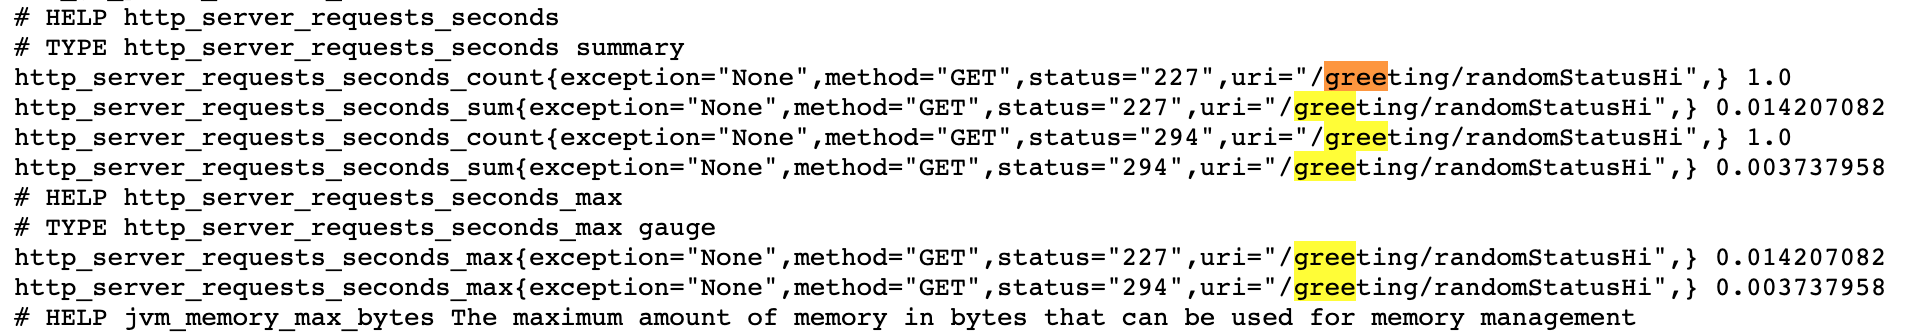 # HELP http_server_requests_seconds
# TYPE http_server_requests_seconds summary
http_server_requests_seconds_count{exception="None",method="GET",status="227",uri="/greeting/randomStatusHi",} 1.0
http_server_requests_seconds_sum{exception="None",method="GET",status="227",uri="/greeting/randomStatusHi",} 0.014207082
http_server_requests_seconds_count{exception="None",method="GET",status="294",uri="/greeting/randomStatusHi",} 1.0
http_server_requests_seconds_sum{exception="None",method="GET",status="294",uri="/greeting/randomStatusHi",} 0.003737958
# HELP http_server_requests_seconds_max
# TYPE http_server_requests_seconds_max gauge
http_server_requests_seconds_max{exception="None",method="GET",status="227",uri="/greeting/randomStatusHi",} 0.014207082
http_server_requests_seconds_max{exception="None",method="GET",status="294",uri="/greeting/randomStatusHi",} 0.003737958
# HELP jvm_memory_max_bytes The maximum amount of memory in bytes that can be used for memory management